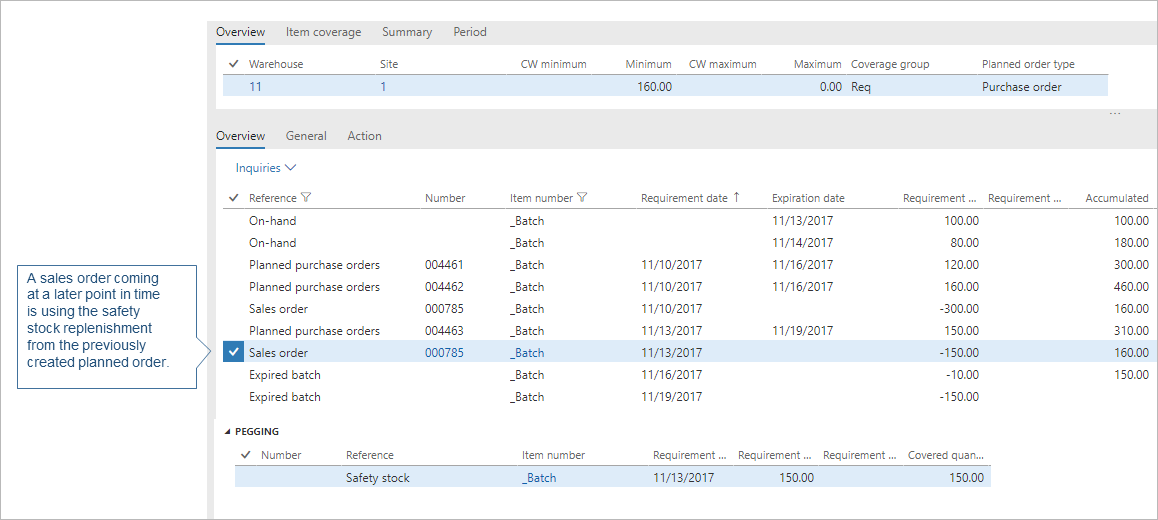 Overview Item coverage Summary Period
Warehouse Site CW minimum Minimum CW maximum Maximum Coverage group Planned order type
11 1 160.00 0.00 Req Purchase order
...
Overview General Action
Inquiries
Reference Number Item number Requirement date ↑ Expiration date Requirement ... Requirement ... Accumulated
On-hand _Batch 11/13/2017 100.00 100.00
On-hand _Batch 11/14/2017 80.00 180.00
Planned purchase orders 004461 _Batch 11/10/2017 11/16/2017 120.00 300.00
Planned purchase orders 004462 _Batch 11/10/2017 11/16/2017 160.00 460.00
Sales order 000785 _Batch 11/10/2017 -300.00 160.00
Planned purchase orders 004463 _Batch 11/13/2017 11/19/2017 150.00 310.00
Sales order 000785 _Batch 11/13/2017 -150.00 160.00
Expired batch _Batch 11/16/2017 -10.00 150.00
Expired batch _Batch 11/19/2017 -150.00
A sales order coming
at a later point in time
is using the safety
stock replenishment
from the previously
created planned order.
PEGGING
Number Reference Item number Requirement ... Requirement ... Requirement ... Covered quan...
Safety stock _Batch 11/13/2017 150.00 150.00